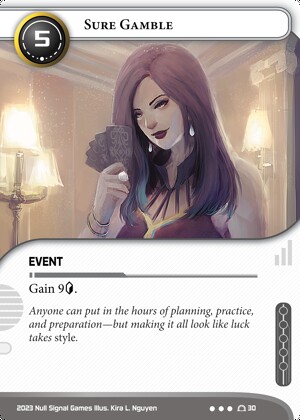 SURE GAMBLE
5
EVENT
Gain 9.
Anyone can put in the hours of planning, practice,
and preparation—but making it all look like luck
takes style.
2023 Null Signal Games Illus. Kira L. Nguyen
30